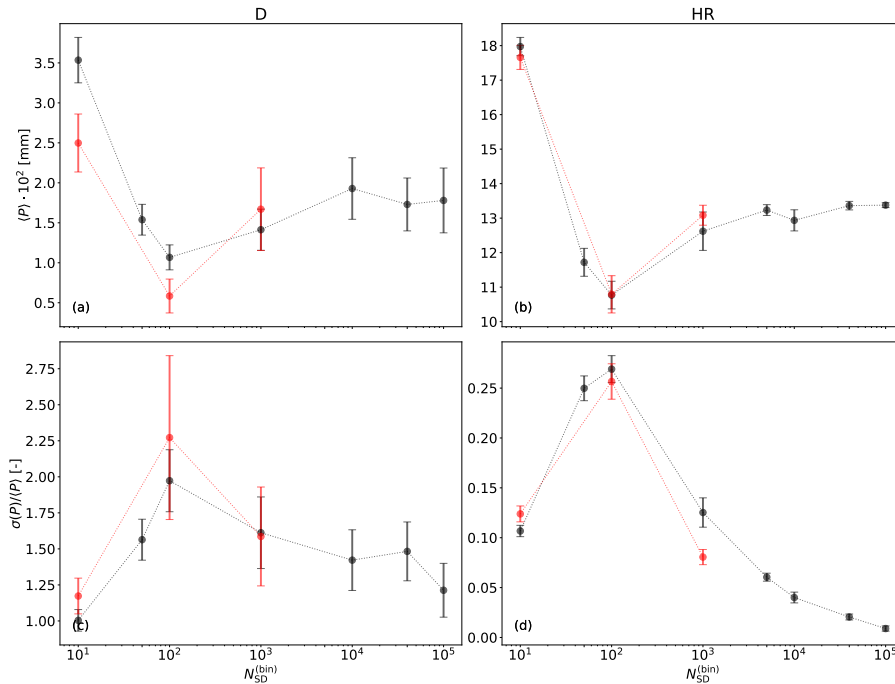 D
HR
3.5
3.0
2.5
2.0
1.5
1.0
0.5
⟨P⟩ · 10² [mm]
(a)
18
17
16
15
14
13
12
11
10
(b)
2.75
2.50
2.25
2.00
1.75
1.50
1.25
1.00
σ(P)/⟨P⟩ [-]
(c)
0.25
0.20
0.15
0.10
0.05
0.00
(d)
10¹ 10² 10³ 10⁴ 10⁵
N_SD^(bin)
10¹ 10² 10³ 10⁴ 10⁵
N_SD^(bin)